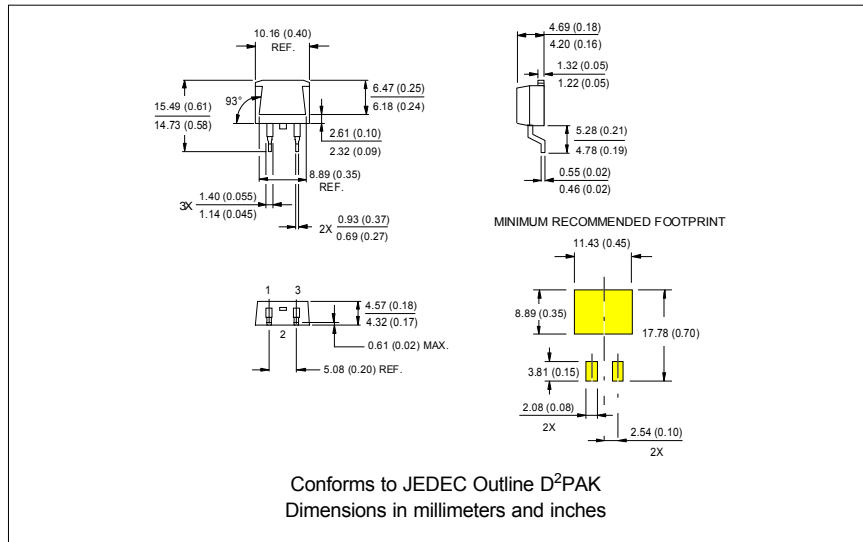 10.16 (0.40)
REF.
4.69 (0.18)
4.20 (0.16)
1.32 (0.05)
1.22 (0.05)
6.47 (0.25)
6.18 (0.24)
15.49 (0.61)
14.73 (0.58)
93°
2.61 (0.10)
2.32 (0.09)
5.28 (0.21)
4.78 (0.19)
8.89 (0.35)
REF.
0.55 (0.02)
0.46 (0.02)
3X
1.40 (0.055)
1.14 (0.045)
2X
0.93 (0.37)
0.69 (0.27)
MINIMUM RECOMMENDED FOOTPRINT
11.43 (0.45)
1 3
2
4.57 (0.18)
4.32 (0.17)
0.61 (0.02) MAX.
5.08 (0.20) REF.
8.89 (0.35)
17.78 (0.70)
3.81 (0.15)
2.08 (0.08)
2X
2.54 (0.10)
2X
Conforms to JEDEC Outline D²PAK
Dimensions in millimeters and inches